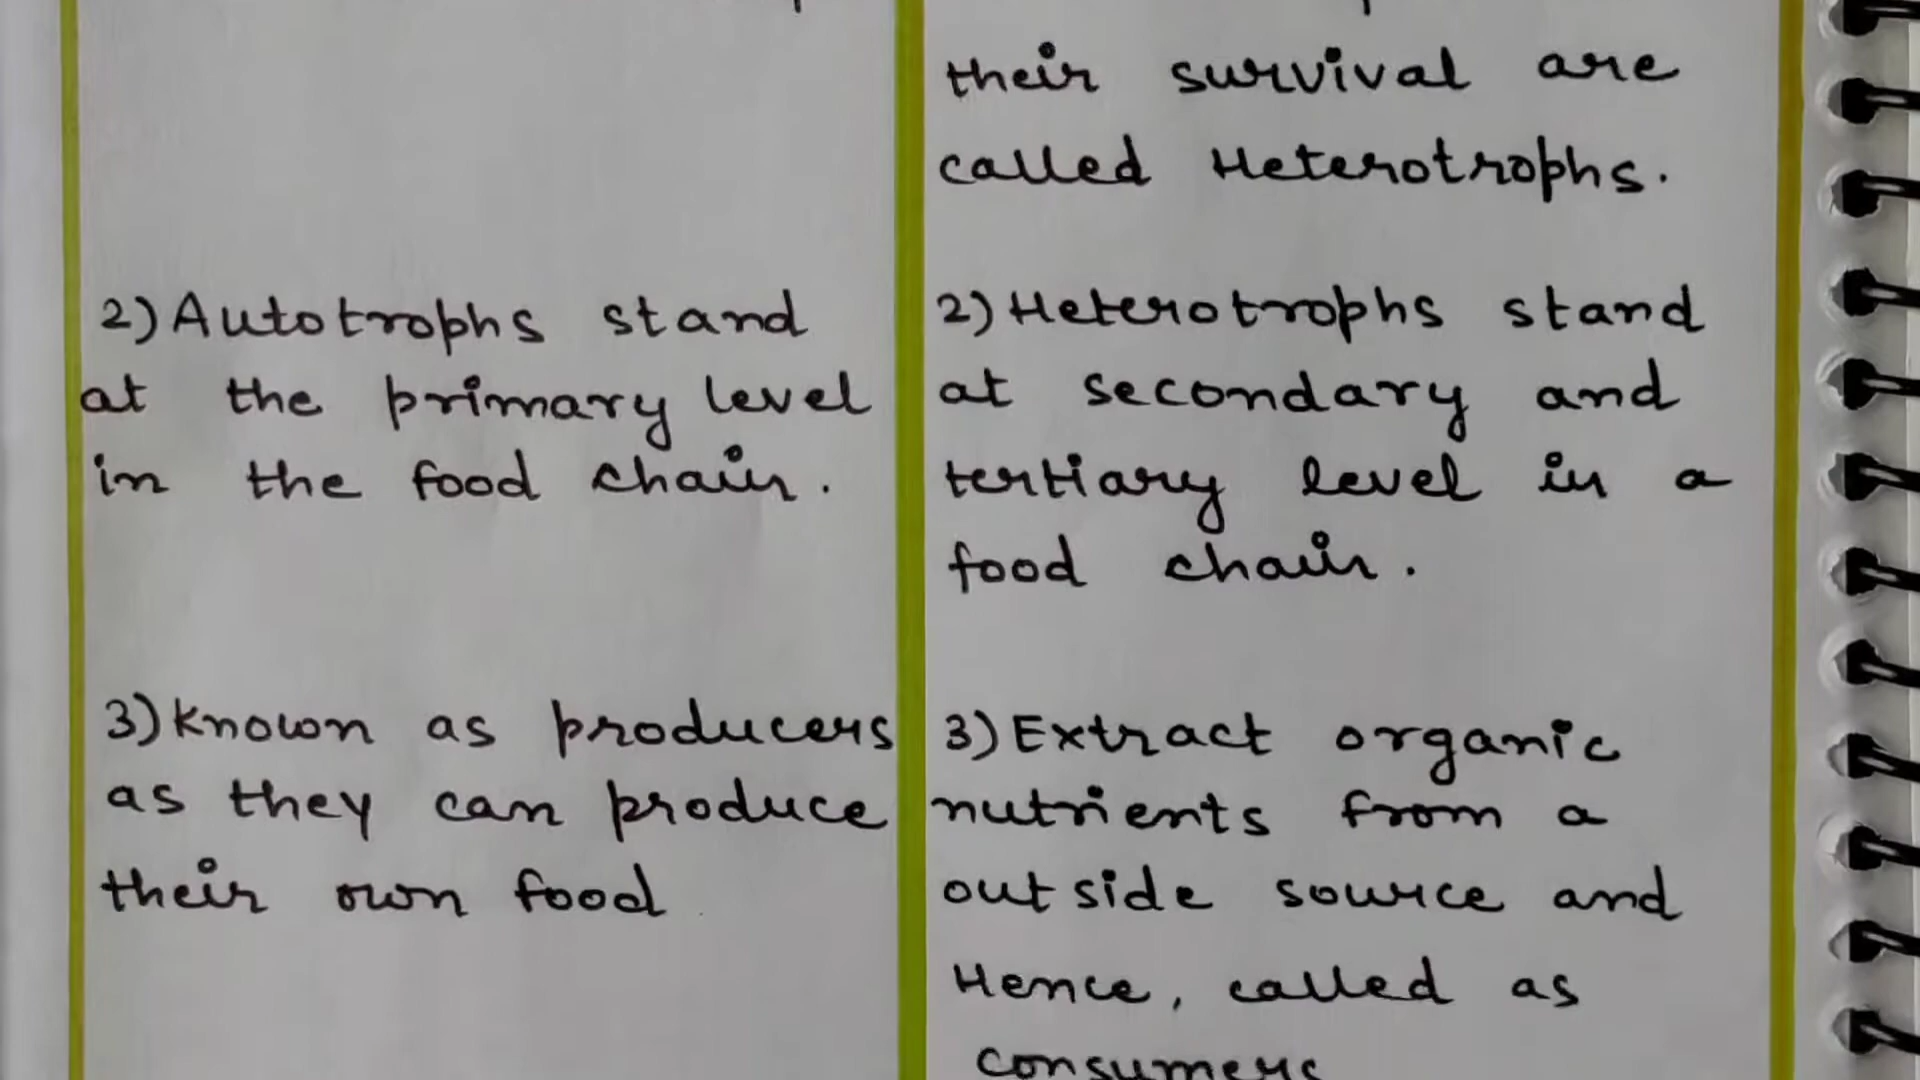 their survival are
called Heterotrophs.
2) Autotrophs stand
at the primary level
in the food chain.
2) Heterotrophs stand
at secondary and
tertiary level in a
food chain.
3) Known as producers
as they can produce
their own food
3) Extract organic
nutrients from a
outside source and
Hence, called as
consumers